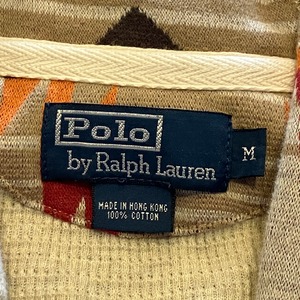 Polo
by Ralph Lauren
M
MADE IN HONG KONG
100% COTTON